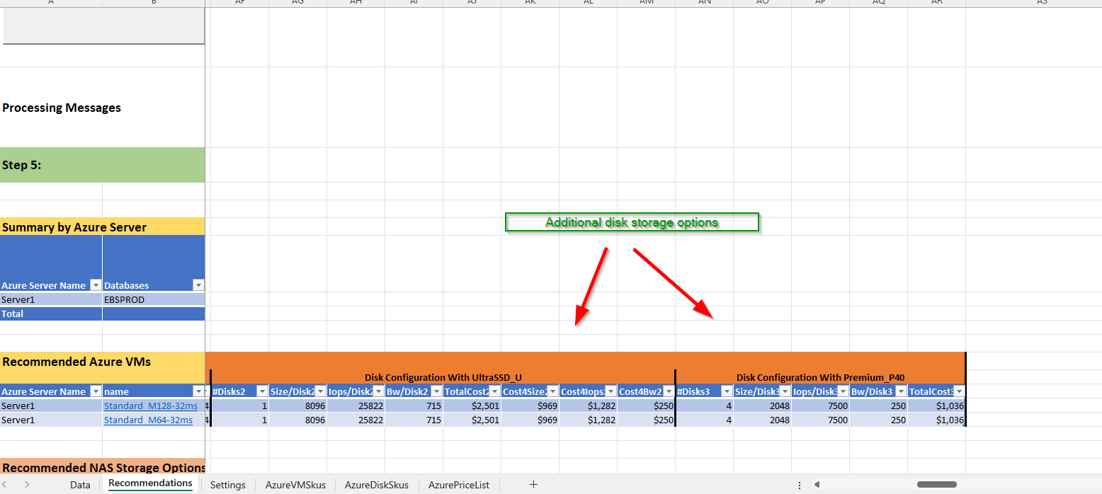 A B AF AG AH AI AJ AK AL AM AN AO AP AQ AR AS
Processing Messages
Step 5:
Summary by Azure Server
Additional disk storage options
Azure Server Name Databases
Server1 EBSPROD
Total
Recommended Azure VMs
Disk Configuration With UltraSSD_U Disk Configuration With Premium_P40
Azure Server Name name #Disks2 Size/Disk2 Iops/Disk2 Bw/Disk2 TotalCost2 Cost4Size Cost4Iops Cost4Bw2 #Disks3 Size/Disk3 Iops/Disk3 Bw/Disk3 TotalCost3
Server1 Standard_M128-32ms 4 1 8096 25822 715 $2,501 $969 $1,282 $250 4 2048 7500 250 $1,036
Server1 Standard_M64-32ms 4 1 8096 25822 715 $2,501 $969 $1,282 $250 4 2048 7500 250 $1,036
Recommended NAS Storage Options
Data Recommendations Settings AzureVMSkus AzureDiskSkus AzurePriceList